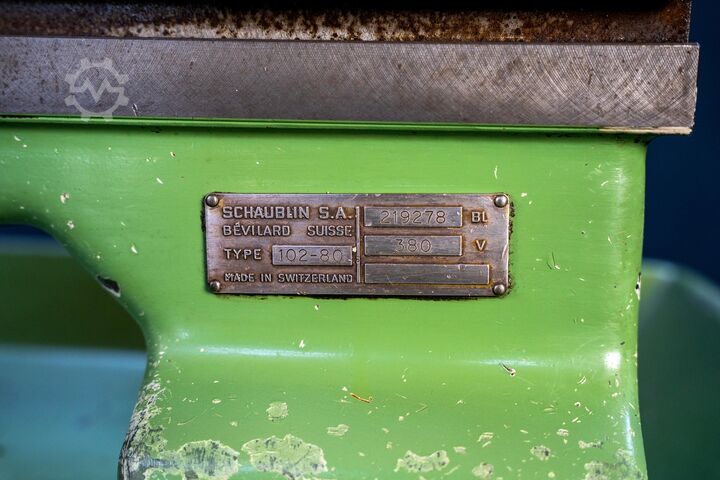 SCHAUBLIN S.A.
BÉVILARD SUISSE
TYPE 102-80
MADE IN SWITZERLAND
219278 BL
380 V